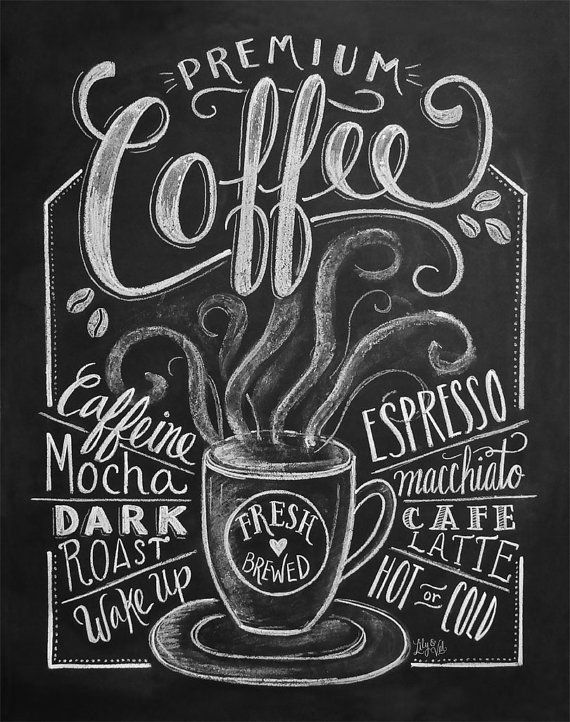 PREMIUM
Coffee
Caffeine
Mocha
DARK
ROAST
Wake Up
FRESH
BREWED
ESPRESSO
macchiato
CAFE
LATTE
HOT or COLD
Lily & Val